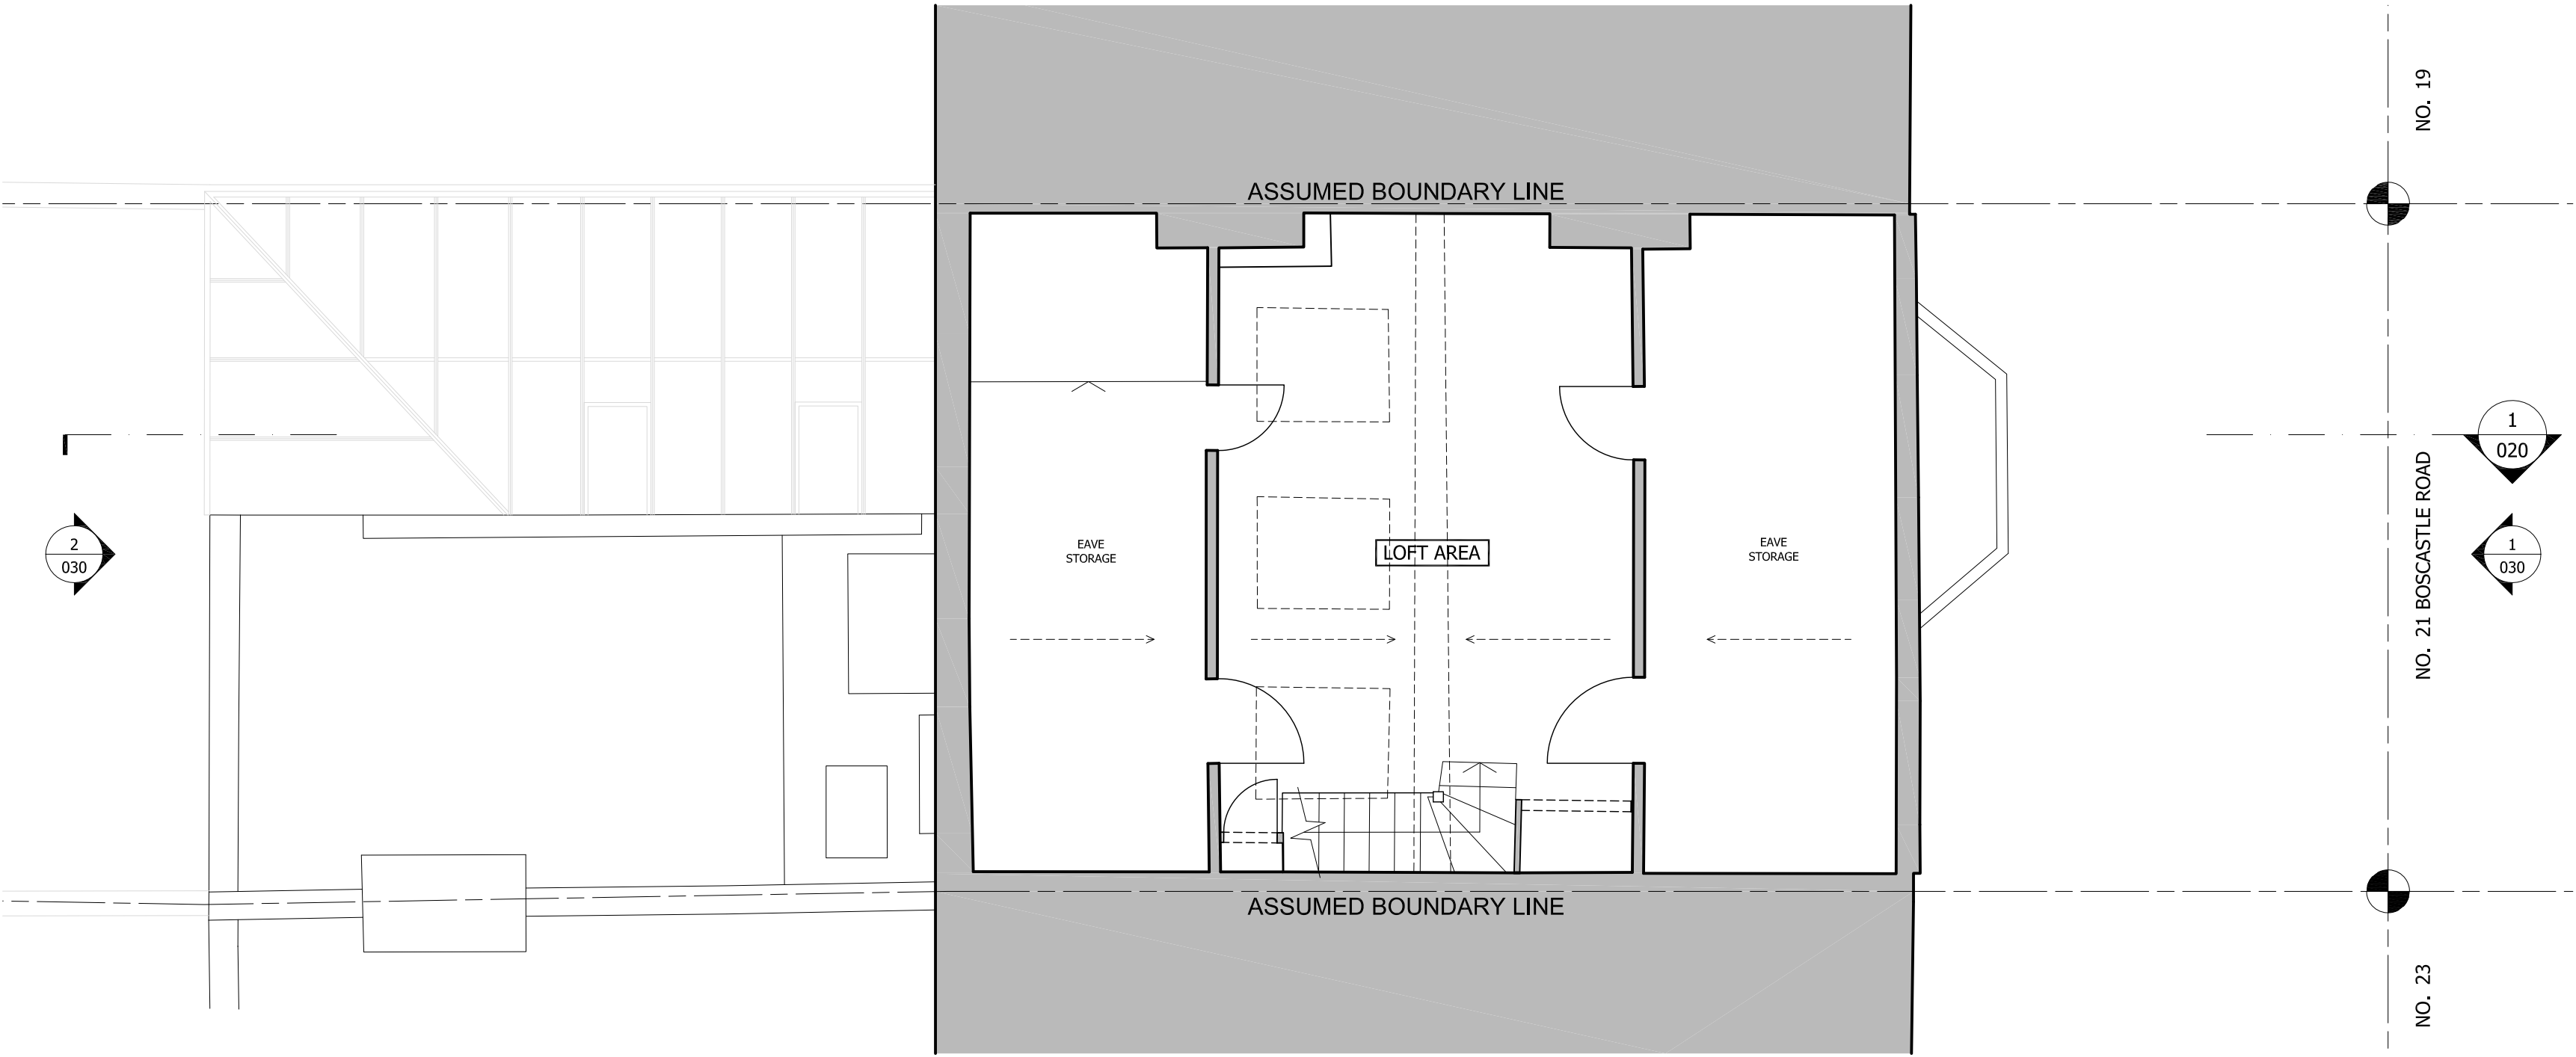 NO. 19
ASSUMED BOUNDARY LINE
1
020
NO. 21 BOSCASTLE ROAD
2
030
EAVE
STORAGE
LOFT AREA
EAVE
STORAGE
1
030
ASSUMED BOUNDARY LINE
NO. 23